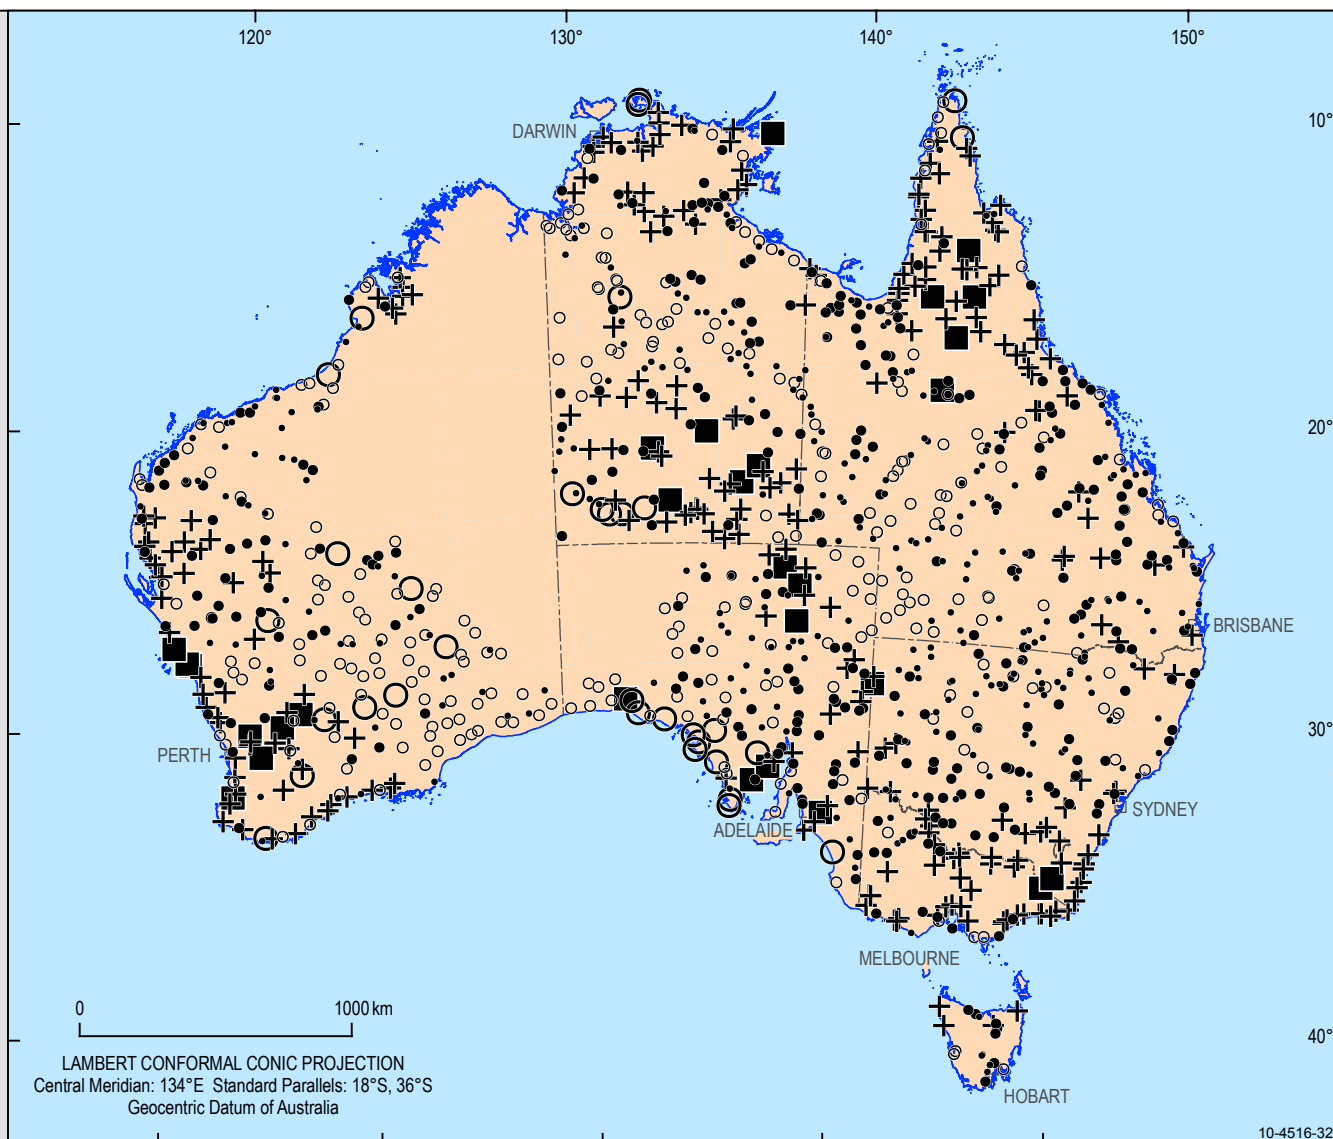 120° 130° 140° 150°
DARWIN
10°
20°
BRISBANE
30°
PERTH
SYDNEY
ADELAIDE
MELBOURNE
0 1000 km
40°
LAMBERT CONFORMAL CONIC PROJECTION
Central Meridian: 134°E Standard Parallels: 18°S, 36°S
HOBART
Geocentric Datum of Australia
10-4516-32